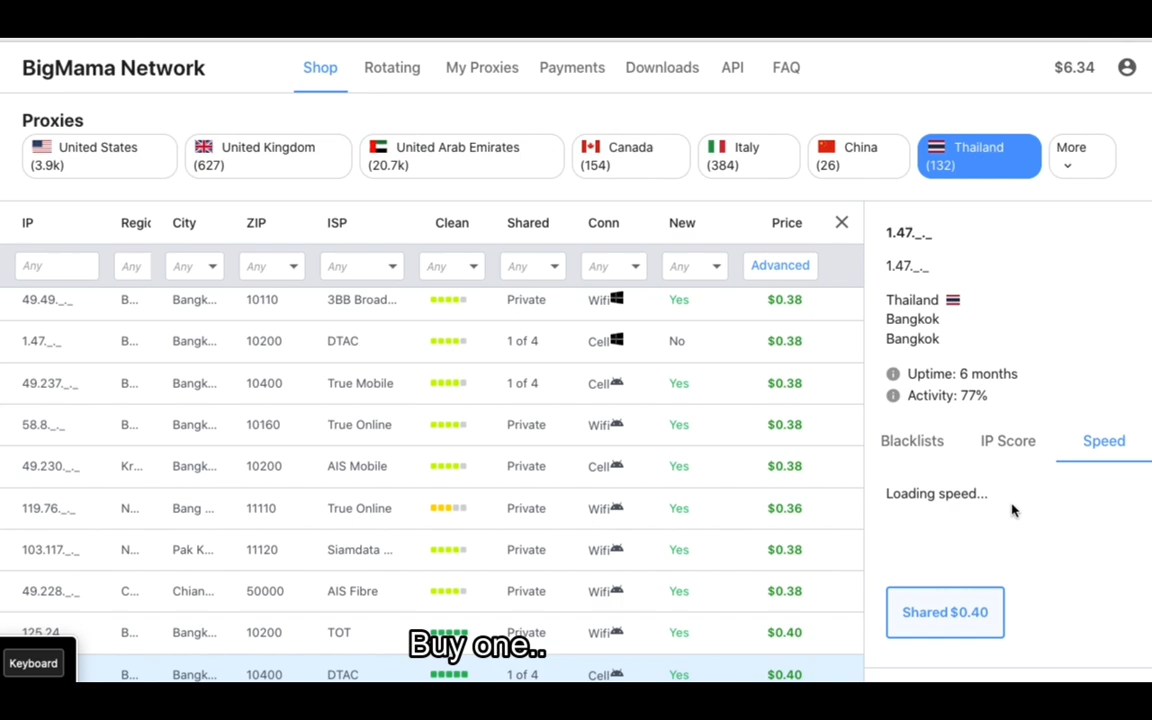 BigMama Network Shop Rotating My Proxies Payments Downloads API FAQ $6.34
Proxies
United States (3.9k)
United Kingdom (627)
United Arab Emirates (20.7k)
Canada (154)
Italy (384)
China (26)
Thailand (132)
More
IP Regic City ZIP ISP Clean Shared Conn New Price
Any Any Any Any Any Any Any Any Any Advanced
49.49._._ B... Bangk... 10110 3BB Broad... Private Wifi Yes $0.38
1.47._._ B... Bangk... 10200 DTAC 1 of 4 Cell No $0.38
49.237._._ B... Bangk... 10400 True Mobile 1 of 4 Cell Yes $0.38
58.8._._ B... Bangk... 10160 True Online Private Wifi Yes $0.38
49.230._._ Kr... Bangk... 10200 AIS Mobile Private Cell Yes $0.38
119.76._._ N... Bang ... 11110 True Online Private Wifi Yes $0.36
103.117._._ N... Pak K... 11120 Siamdata ... Private Wifi Yes $0.38
49.228._._ C... Chian... 50000 AIS Fibre Private Wifi Yes $0.38
125.24 B... Bangk... 10200 TOT Private Wifi Yes $0.40
B... Bangk... 10400 DTAC 1 of 4 Cell Yes $0.40
1.47._._
1.47._._
Thailand
Bangkok
Bangkok
Uptime: 6 months
Activity: 77%
Blacklists IP Score Speed
Loading speed...
Shared $0.40
Buy one..
Keyboard